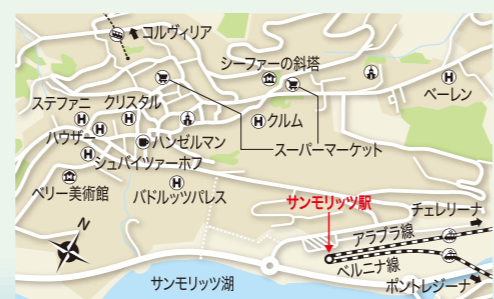 コルヴィリア
シーファーの斜塔
ベーレン
ステファニ
クリスタル
クルム
ハウザー
ハンゼルマン
スーパーマーケット
シュバイツァーホフ
ベリー美術館
バドルッツパレス
サンモリッツ駅
チェレリーナ
アラブラ線
ベルニナ線
ポントレジーナ
サンモリッツ湖
N
H
H
H
H
H
H
H